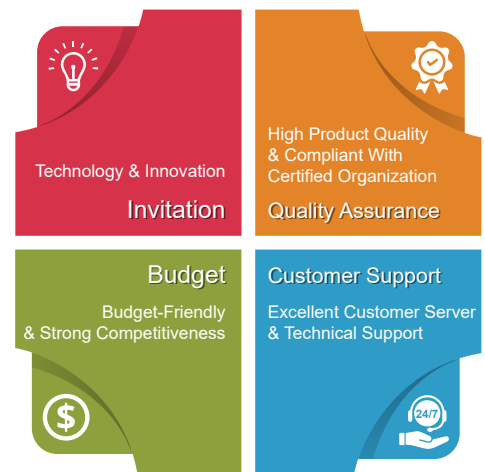 Technology & Innovation
Invitation
High Product Quality
& Compliant With
Certified Organization
Quality Assurance
Budget
Budget-Friendly
& Strong Competitiveness
$
Customer Support
Excellent Customer Server
& Technical Support
24/7